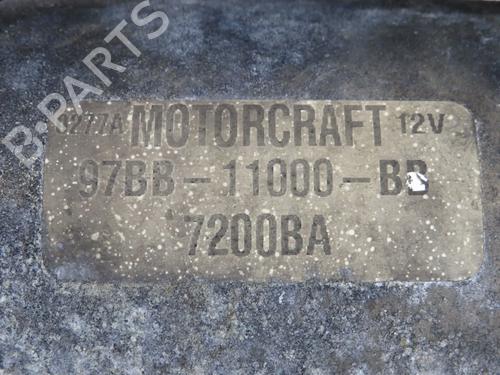 B-PARTS
3277A MOTORCRAFT 12V
97BB-11000-BB
7200BA